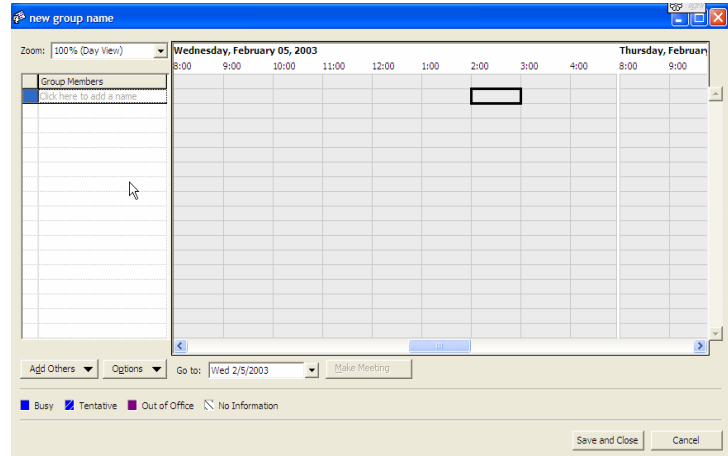 new group name
Zoom: 100% (Day View)
Wednesday, February 05, 2003 Thursday, Februar
8:00 9:00 10:00 11:00 12:00 1:00 2:00 3:00 4:00 8:00 9:00
Group Members
Click here to add a name
Add Others Options Go to: Wed 2/5/2003 Make Meeting
Busy Tentative Out of Office No Information
Save and Close Cancel